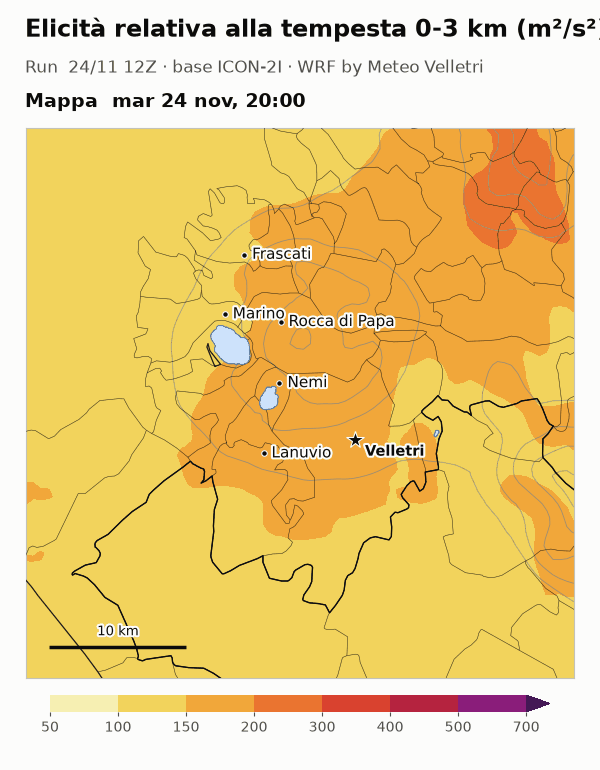 Elicità relativa alla tempesta 0-3 km (m²/s²)
Run 24/11 12Z · base ICON-2I · WRF by Meteo Velletri
Mappa mar 24 nov, 20:00
Frascati
Marino
Rocca di Papa
Nemi
Velletri
Lanuvio
10 km
50 100 150 200 300 400 500 700